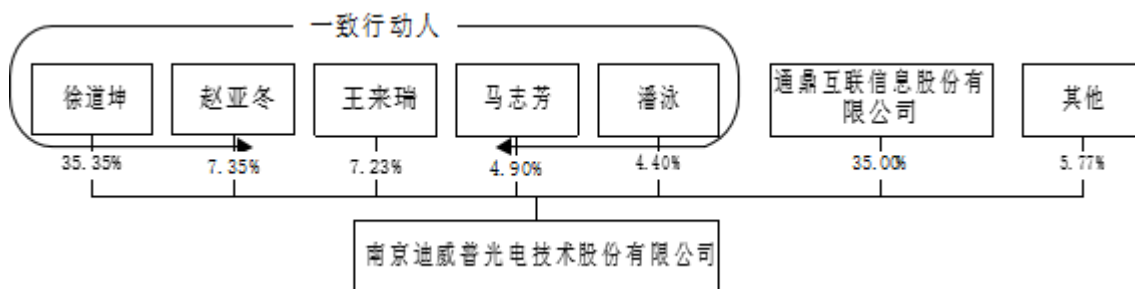 一致行动人
徐道坤
赵亚冬
王来瑞
马志芳
潘泳
通鼎互联信息股份有
限公司
其他
35.35%
7.35%
7.23%
4.90%
4.40%
35.00%
5.77%
南京迪威普光电技术股份有限公司